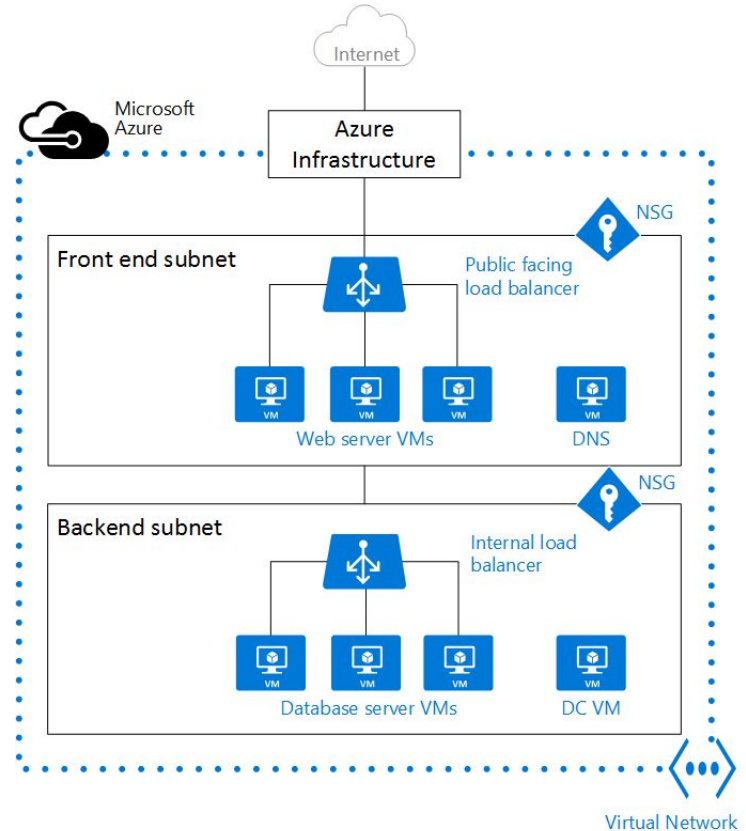 Internet
Microsoft
Azure
Azure
Infrastructure
NSG
Front end subnet
Public facing
load balancer
VM
VM
VM
VM
Web server VMs
DNS
NSG
Backend subnet
Internal load
balancer
VM
VM
VM
VM
Database server VMs
DC VM
Virtual Network